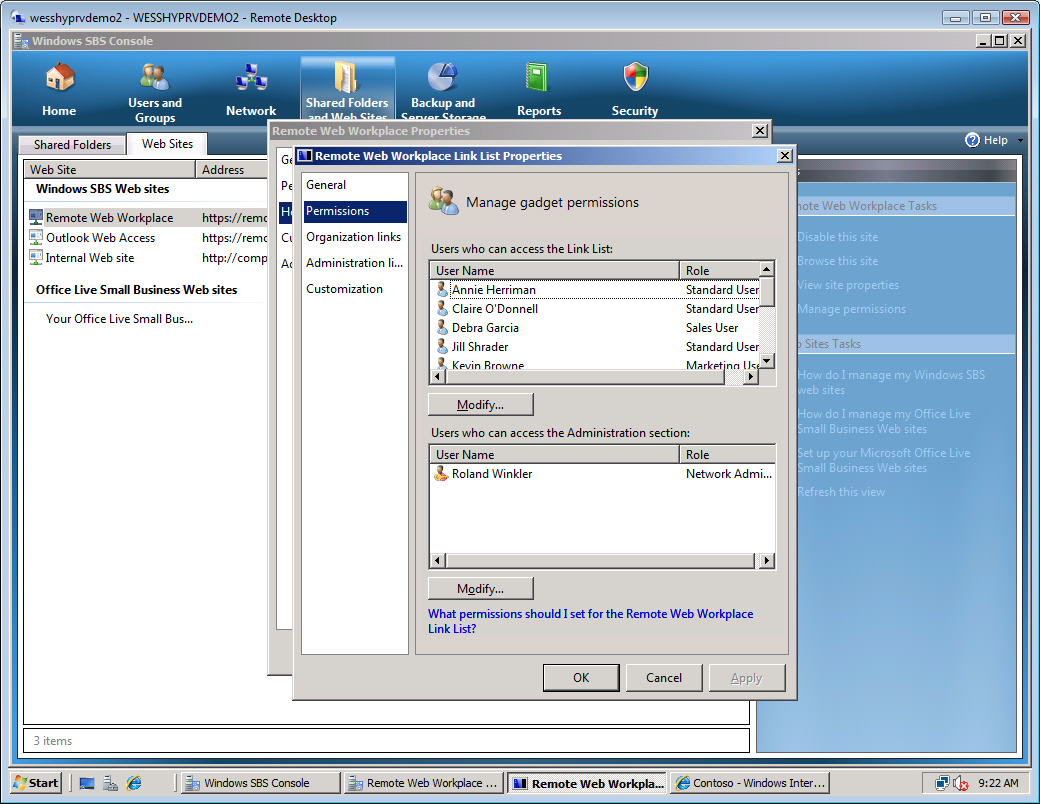 wesshyprvdemo2 - WESSHYPRVDEMO2 - Remote Desktop
Windows SBS Console
Home
Users and
Groups
Network
Shared Folders
and Web Sites
Backup and
Server Storage
Reports
Security
Remote Web Workplace Properties
Shared Folders
Web Sites
Help
Remote Web Workplace Link List Properties
Web Site
Address
Windows SBS Web sites
Remote Web Workplace
https://remo
Outlook Web Access
https://remo
Internal Web site
http://comp
Office Live Small Business Web sites
Your Office Live Small Bus...
Ge
Pe
Ho
Cu
Ac
General
Permissions
Organization links
Administration li...
Customization
Manage gadget permissions
Users who can access the Link List:
User Name
Role
Annie Herriman
Standard User
Claire O'Donnell
Standard User
Debra Garcia
Sales User
Jill Shrader
Standard User
Kevin Browne
Marketing Use
Modify...
Users who can access the Administration section:
User Name
Role
Roland Winkler
Network Admi...
Modify...
What permissions should I set for the Remote Web Workplace
Link List?
OK
Cancel
Apply
s
note Web Workplace Tasks
Disable this site
Browse this site
View site properties
Manage permissions
o Sites Tasks
How do I manage my Windows SBS
web sites
How do I manage my Office Live
Small Business Web sites
Set up your Microsoft Office Live
Small Business Web sites
Refresh this view
3 items
Start
Windows SBS Console
Remote Web Workplace ...
Remote Web Workpla...
Contoso - Windows Inter...
9:22 AM